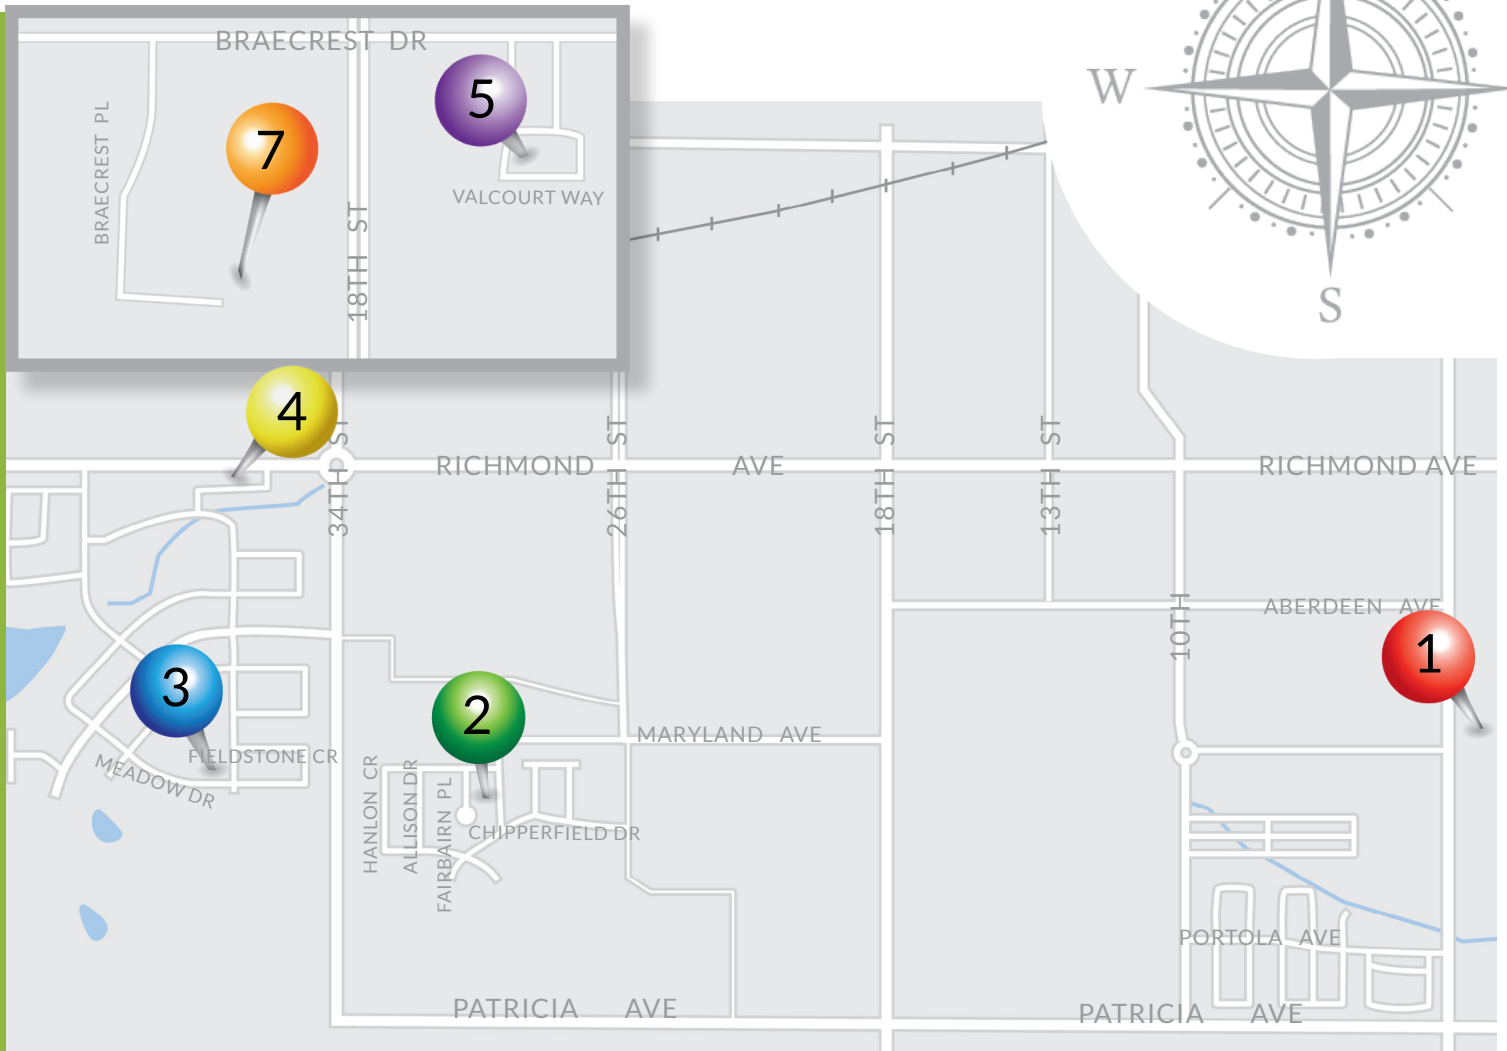 BRAECREST DR
5
7
BRAECREST PL
VALCOURT WAY
18TH ST
W
S
4
34TH ST
RICHMOND AVE
26TH ST
18TH ST
13TH ST
RICHMOND AVE
10TH
ABERDEEN AVE
1
3
2
MARYLAND AVE
FIELDSTONE CR
MEADOW DR
HANLON CR
ALLISON DR
FAIRBAIRN PL
CHIPPERFIELD DR
PORTOLA AVE
PATRICIA AVE
PATRICIA AVE